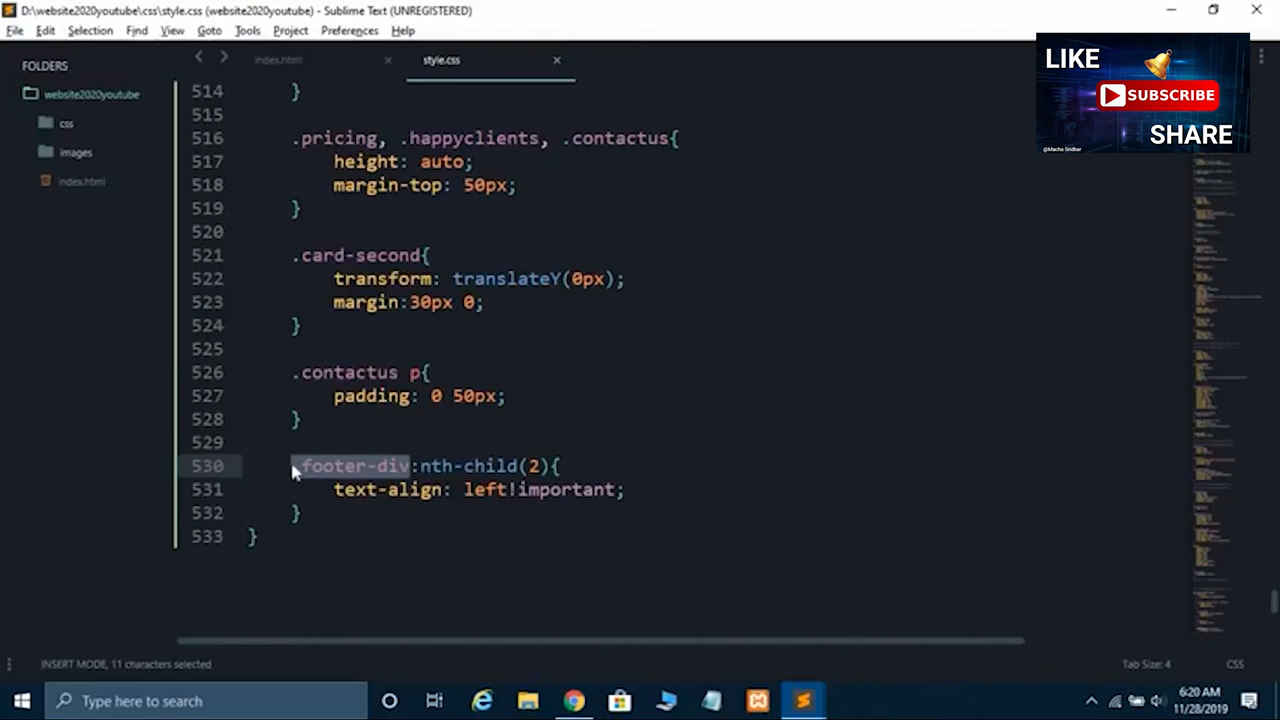 D:\website2020youtube\css\style.css (website2020youtube) - Sublime Text (UNREGISTERED)
File Edit Selection Find View Goto Tools Project Preferences Help
FOLDERS
website2020youtube
css
images
index.html
index.html
style.css
514 }
515
516 .pricing, .happyclients, .contactus{
517 height: auto;
518 margin-top: 50px;
519 }
520
521 .card-second{
522 transform: translateY(0px);
523 margin:30px 0;
524 }
525
526 .contactus p{
527 padding: 0 50px;
528 }
529
530 .footer-div:nth-child(2){
531 text-align: left!important;
532 }
533 }
LIKE
SUBSCRIBE
SHARE
@Macha Sridhar
INSERT MODE, 11 characters selected
Tab Size: 4
CSS
Type here to search
6:20 AM
11/28/2019